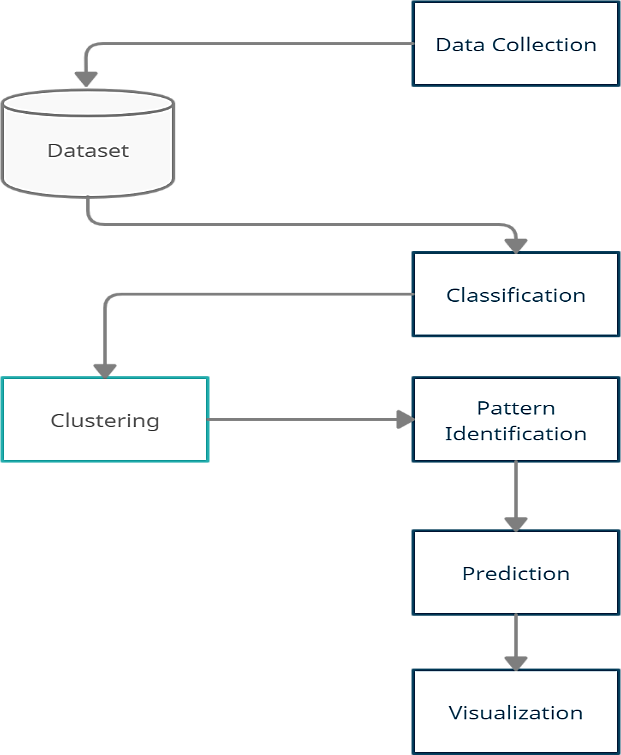 Data Collection
Dataset
Classification
Clustering
Pattern
Identification
Prediction
Visualization